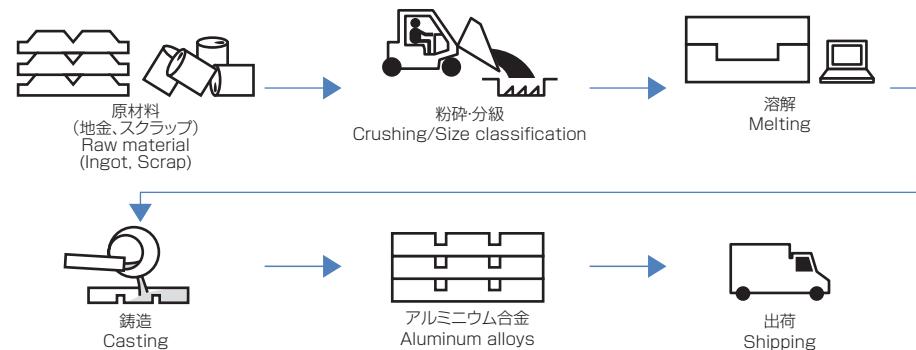 原材料
（地金、スクラップ）
Raw material
(Ingot, Scrap)
粉砕・分級
Crushing/Size classification
溶解
Melting
鋳造
Casting
アルミニウム合金
Aluminum alloys
出荷
Shipping